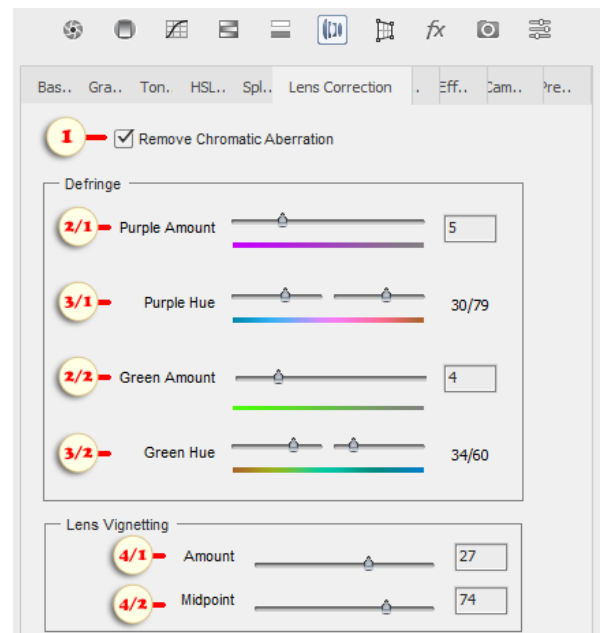 fx
Bas.. Gra.. Ton. HSL.. Spl.. Lens Correction . Eff.. Cam.. Pre..
1 Remove Chromatic Aberration
Defringe
2/1 Purple Amount 5
3/1 Purple Hue 30/79
2/2 Green Amount 4
3/2 Green Hue 34/60
Lens Vignetting
4/1 Amount 27
4/2 Midpoint 74